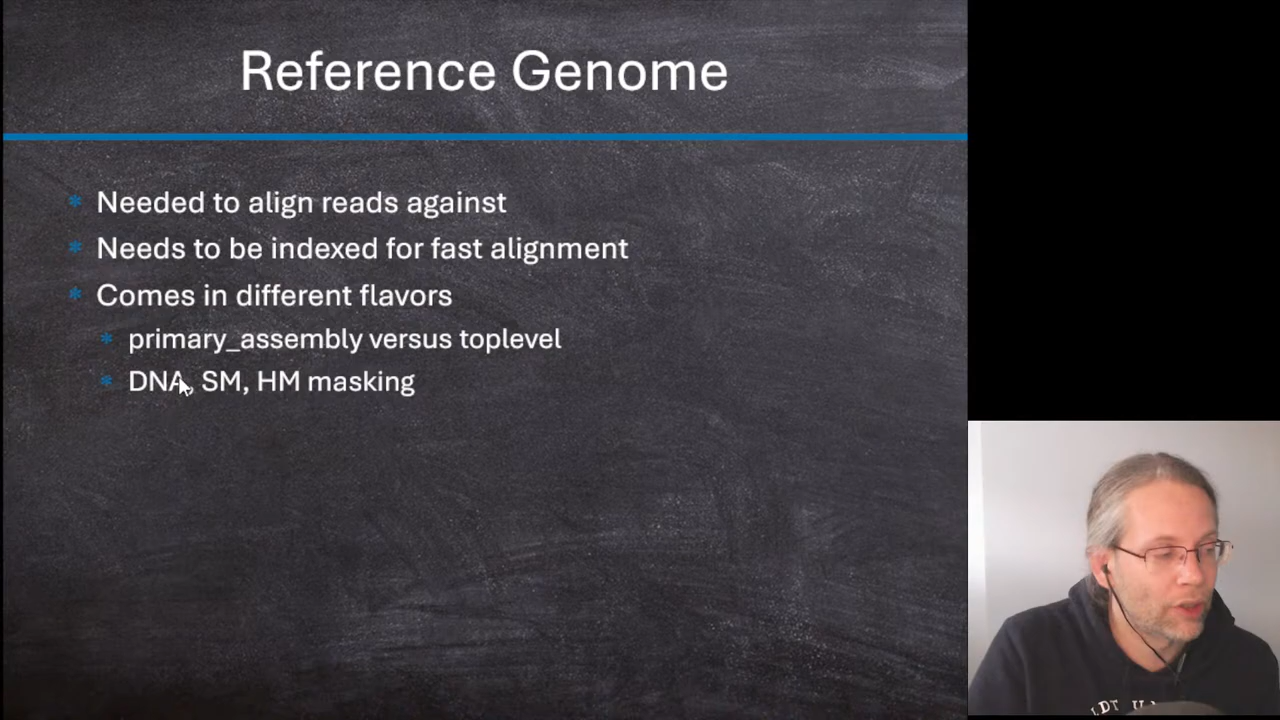 Reference Genome
* Needed to align reads against
* Needs to be indexed for fast alignment
* Comes in different flavors
* primary_assembly versus toplevel
* DNA, SM, HM masking